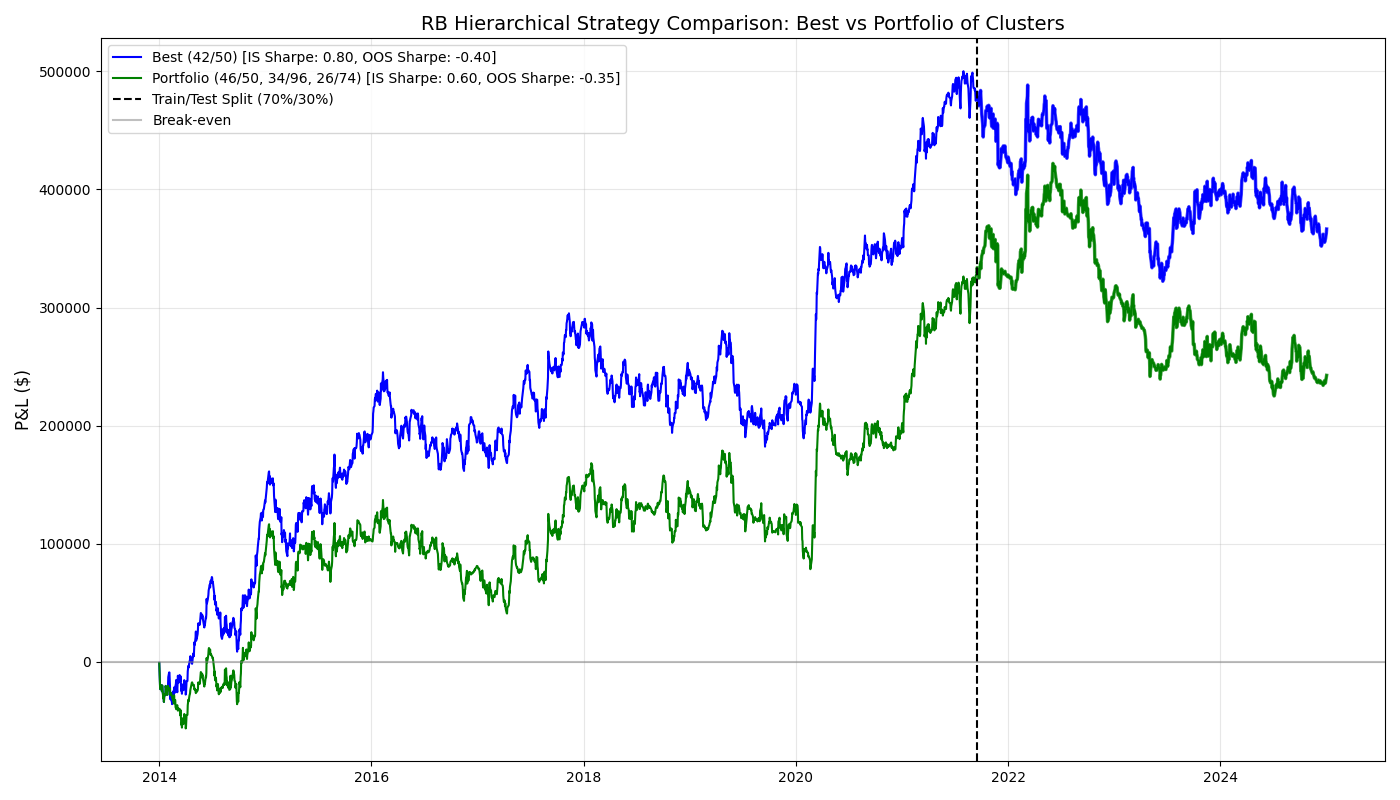 RB Hierarchical Strategy Comparison: Best vs Portfolio of Clusters
Best (42/50) [IS Sharpe: 0.80, OOS Sharpe: -0.40]
Portfolio (46/50, 34/96, 26/74) [IS Sharpe: 0.60, OOS Sharpe: -0.35]
Train/Test Split (70%/30%)
Break-even
P&L ($)
500000
400000
300000
200000
100000
0
2014
2016
2018
2020
2022
2024